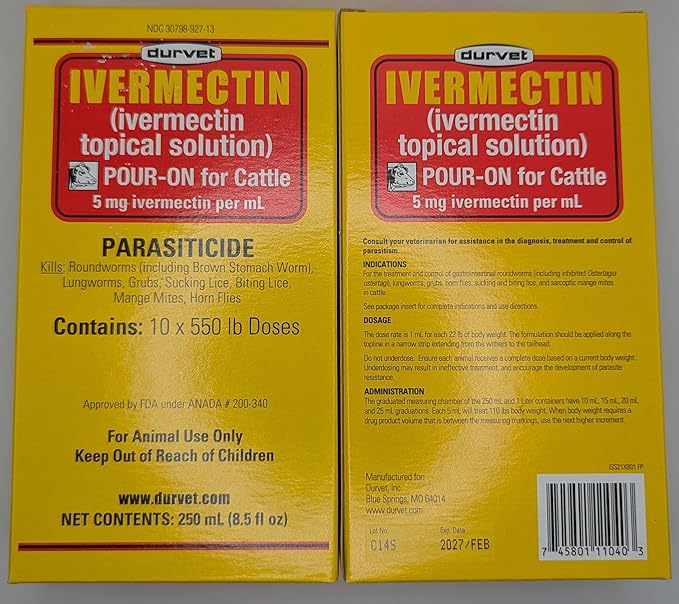 NDC 30798-927-13
durvet
IVERMECTIN
(ivermectin
topical solution)
POUR-ON for Cattle
5 mg ivermectin per mL
PARASITICIDE
Kills: Roundworms (including Brown Stomach Worm),
Lungworms, Grubs, Sucking Lice, Biting Lice,
Mange Mites, Horn Flies
Contains: 10 x 550 lb Doses
Approved by FDA under ANADA # 200-340
For Animal Use Only
Keep Out of Reach of Children
www.durvet.com
NET CONTENTS: 250 mL (8.5 fl oz)
durvet
IVERMECTIN
(ivermectin
topical solution)
POUR-ON for Cattle
5 mg ivermectin per mL
Consult your veterinarian for assistance in the diagnosis, treatment and control of
parasitism.
INDICATIONS
For the treatment and control of gastrointestinal roundworms (including inhibited Ostertagia
ostertagi), lungworms, grubs, horn flies, sucking and biting lice, and sarcoptic mange mites
in cattle.
See package insert for complete indications and use directions.
DOSAGE
The dose rate is 1 mL for each 22 lb of body weight. The formulation should be applied along the
topline in a narrow strip extending from the withers to the tailhead.
Do not underdose. Ensure each animal receives a complete dose based on a current body weight.
Underdosing may result in ineffective treatment, and encourage the development of parasite
resistance.
ADMINISTRATION
The graduated measuring chamber of the 250 mL and 1 Liter containers have 10 mL, 15 mL, 20 mL
and 25 mL graduations. Each 5 mL will treat 110 lbs body weight. When body weight requires a
drug product volume that is between the measuring markings, use the next higher increment.
ISS21XBQ1 FP
Manufactured for:
Durvet, Inc.
Blue Springs, MO 64014
www.durvet.com
Lot No. Exp. Date
C14S 2027/FEB
7 45801 11040 3